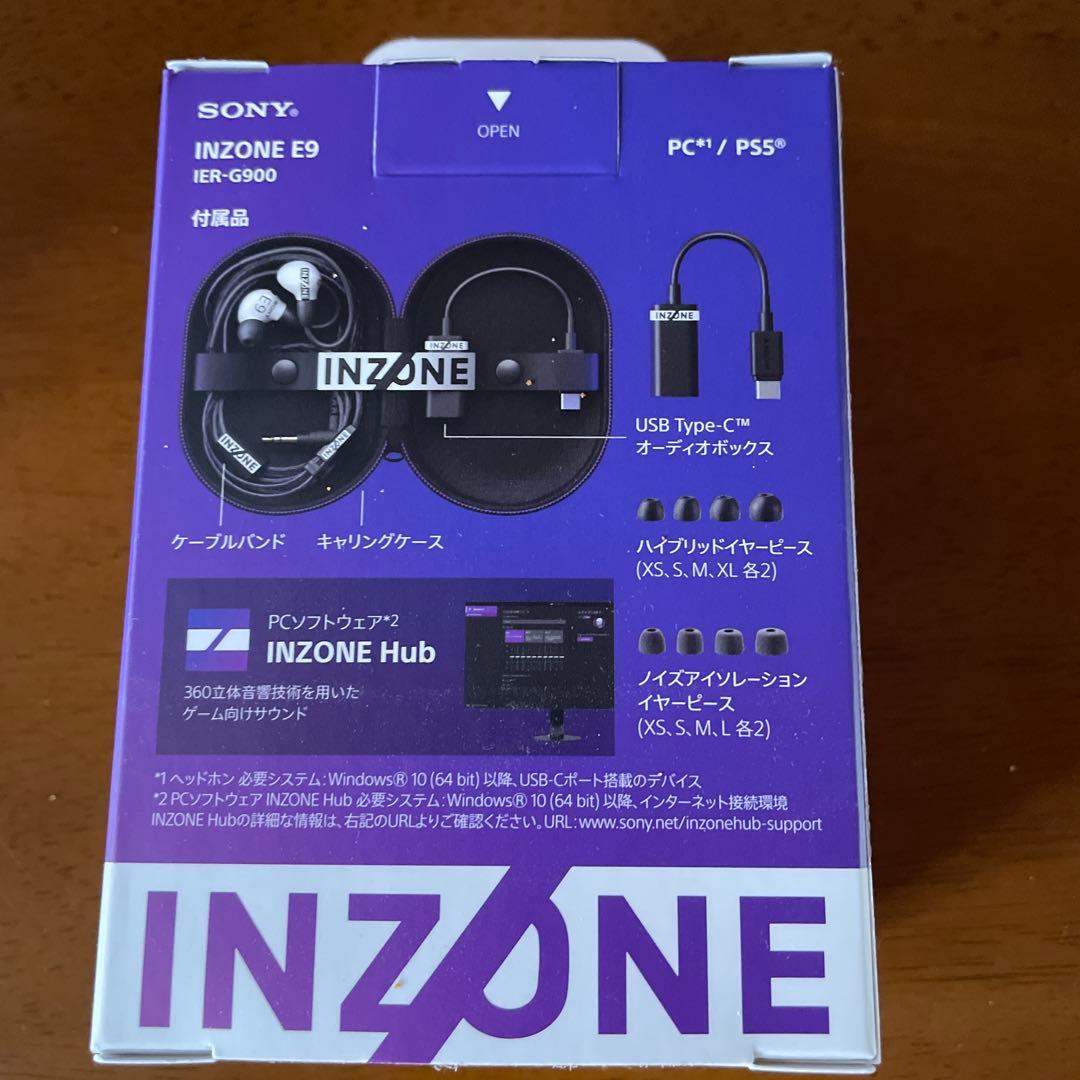 SONY®
OPEN
INZONE E9
IER-G900
PC*1 / PS5®
付属品
INZONE
E9
INZONE
INZONE
INZONE
INZONE
INZONE
INZONE
USB Type-C™
オーディオボックス
ケーブルバンド
キャリングケース
ハイブリッドイヤーピース
(XS、S、M、XL 各2)
PCソフトウェア*2
INZONE Hub
360立体音響技術を用いた
ゲーム向けサウンド
ノイズアイソレーション
イヤーピース
(XS、S、M、L 各2)
*1 ヘッドホン 必要システム：Windows® 10 (64 bit) 以降、USB-Cポート搭載のデバイス
*2 PCソフトウェア INZONE Hub 必要システム：Windows® 10 (64 bit) 以降、インターネット接続環境
INZONE Hubの詳細な情報は、右記のURLよりご確認ください。URL：www.sony.net/inzonehub-support
INZONE